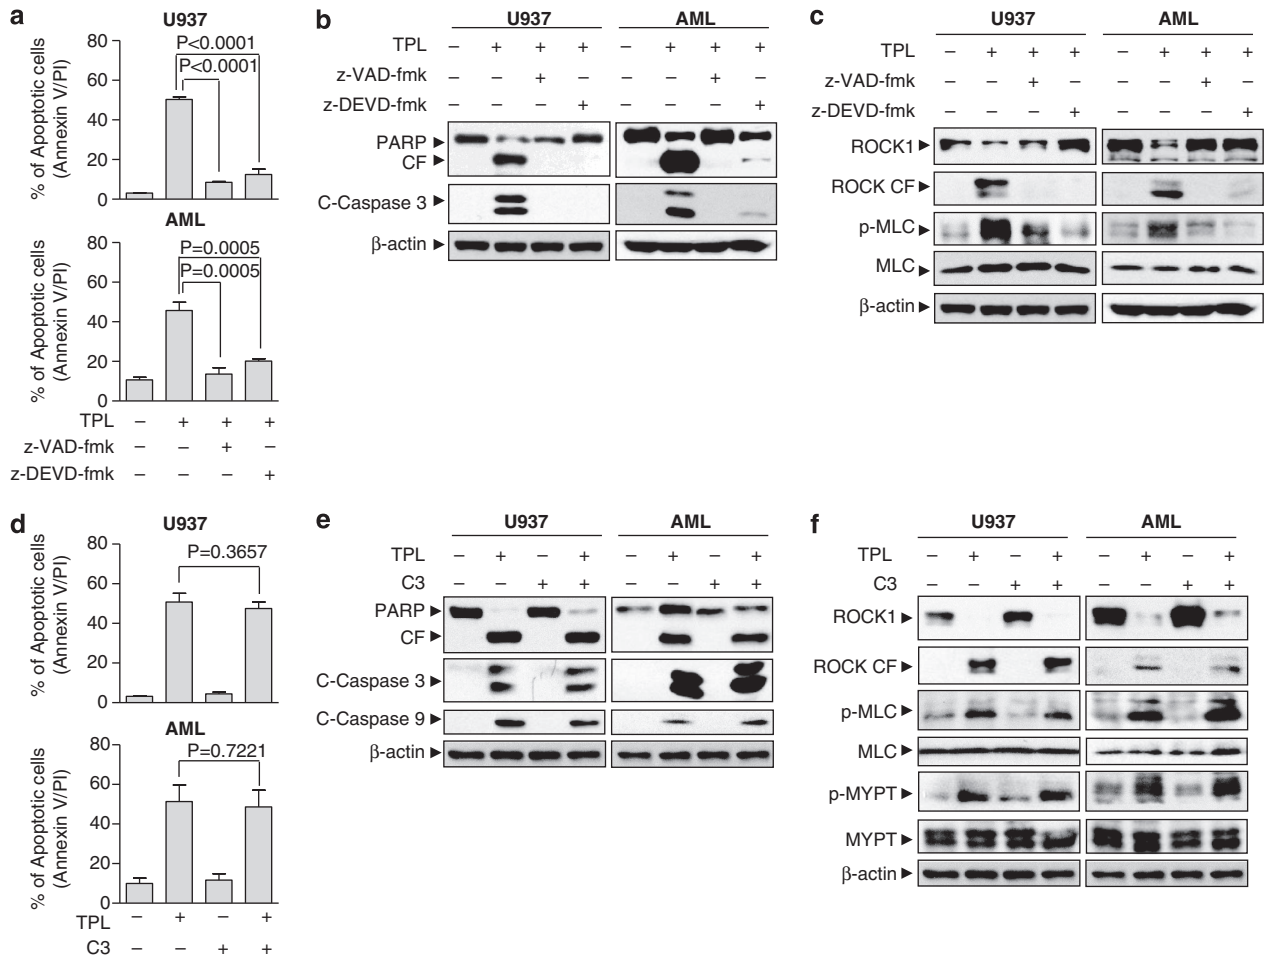 a
U937
% of Apoptotic cells
(Annexin V/PI)
80
60
40
20
0
P<0.0001
P<0.0001
AML
% of Apoptotic cells
(Annexin V/PI)
80
60
40
20
0
P=0.0005
P=0.0005
TPL – + + +
z-VAD-fmk – – + –
z-DEVD-fmk – – – +
b
U937 AML
TPL – + + + – + + +
z-VAD-fmk – – + – – – + –
z-DEVD-fmk – – – + – – – +
PARP
CF
C-Caspase 3
β-actin
c
U937 AML
TPL – + + + – + + +
z-VAD-fmk – – + – – – + –
z-DEVD-fmk – – – + – – – +
ROCK1
ROCK CF
p-MLC
MLC
β-actin
d
U937
% of Apoptotic cells
(Annexin V/PI)
80
60
40
20
0
P=0.3657
AML
% of Apoptotic cells
(Annexin V/PI)
80
60
40
20
0
P=0.7221
TPL – + – +
C3 – – + +
e
U937 AML
TPL – + – + – + – +
C3 – – + + – – + +
PARP
CF
C-Caspase 3
C-Caspase 9
β-actin
f
U937 AML
TPL – + – + – + – +
C3 – – + + – – + +
ROCK1
ROCK CF
p-MLC
MLC
p-MYPT
MYPT
β-actin